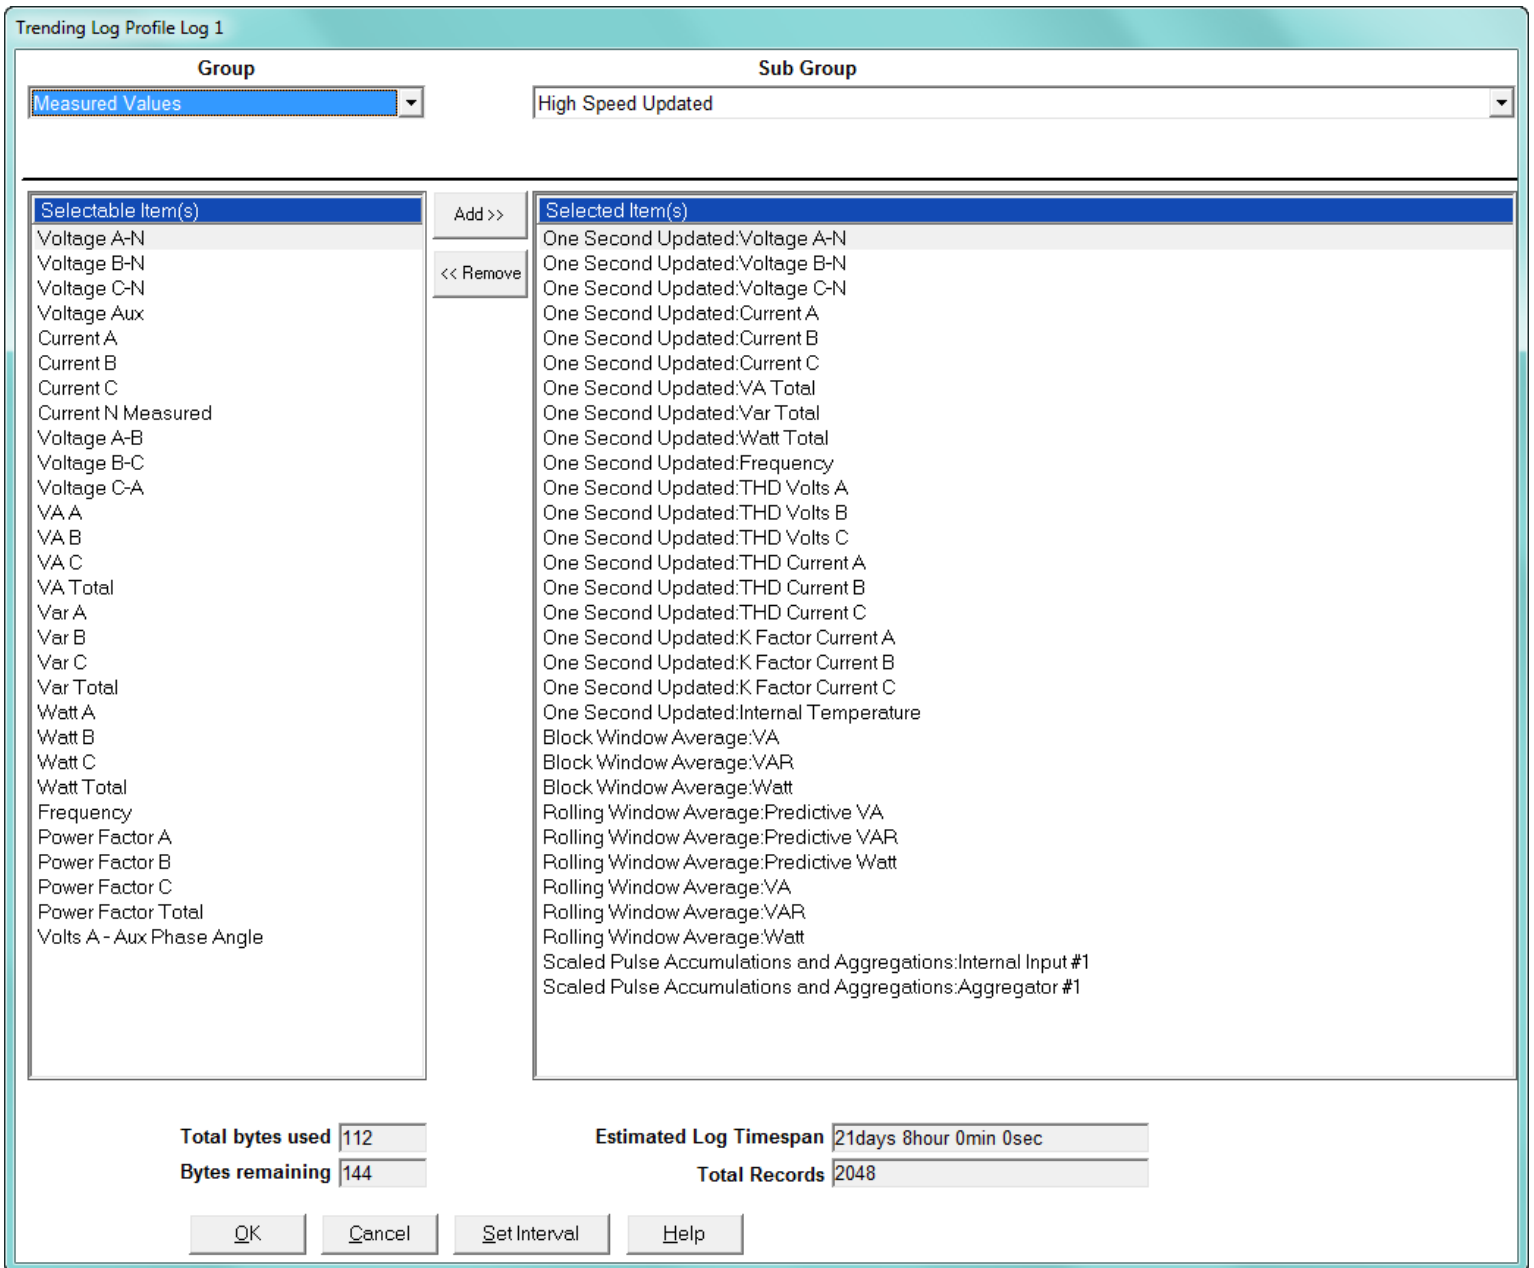 Trending Log Profile Log 1
Group
Sub Group
Measured Values
High Speed Updated
Selectable Item(s)
Voltage A-N
Voltage B-N
Voltage C-N
Voltage Aux
Current A
Current B
Current C
Current N Measured
Voltage A-B
Voltage B-C
Voltage C-A
VA A
VA B
VA C
VA Total
Var A
Var B
Var C
Var Total
Watt A
Watt B
Watt C
Watt Total
Frequency
Power Factor A
Power Factor B
Power Factor C
Power Factor Total
Volts A - Aux Phase Angle
Add >>
<< Remove
Selected Item(s)
One Second Updated:Voltage A-N
One Second Updated:Voltage B-N
One Second Updated:Voltage C-N
One Second Updated:Current A
One Second Updated:Current B
One Second Updated:Current C
One Second Updated:VA Total
One Second Updated:Var Total
One Second Updated:Watt Total
One Second Updated:Frequency
One Second Updated:THD Volts A
One Second Updated:THD Volts B
One Second Updated:THD Volts C
One Second Updated:THD Current A
One Second Updated:THD Current B
One Second Updated:THD Current C
One Second Updated:K Factor Current A
One Second Updated:K Factor Current B
One Second Updated:K Factor Current C
One Second Updated:Internal Temperature
Block Window Average:VA
Block Window Average:VAR
Block Window Average:Watt
Rolling Window Average:Predictive VA
Rolling Window Average:Predictive VAR
Rolling Window Average:Predictive Watt
Rolling Window Average:VA
Rolling Window Average:VAR
Rolling Window Average:Watt
Scaled Pulse Accumulations and Aggregations:Internal Input #1
Scaled Pulse Accumulations and Aggregations:Aggregator #1
Total bytes used 112
Bytes remaining 144
Estimated Log Timespan 21days 8hour 0min 0sec
Total Records 2048
OK
Cancel
Set Interval
Help